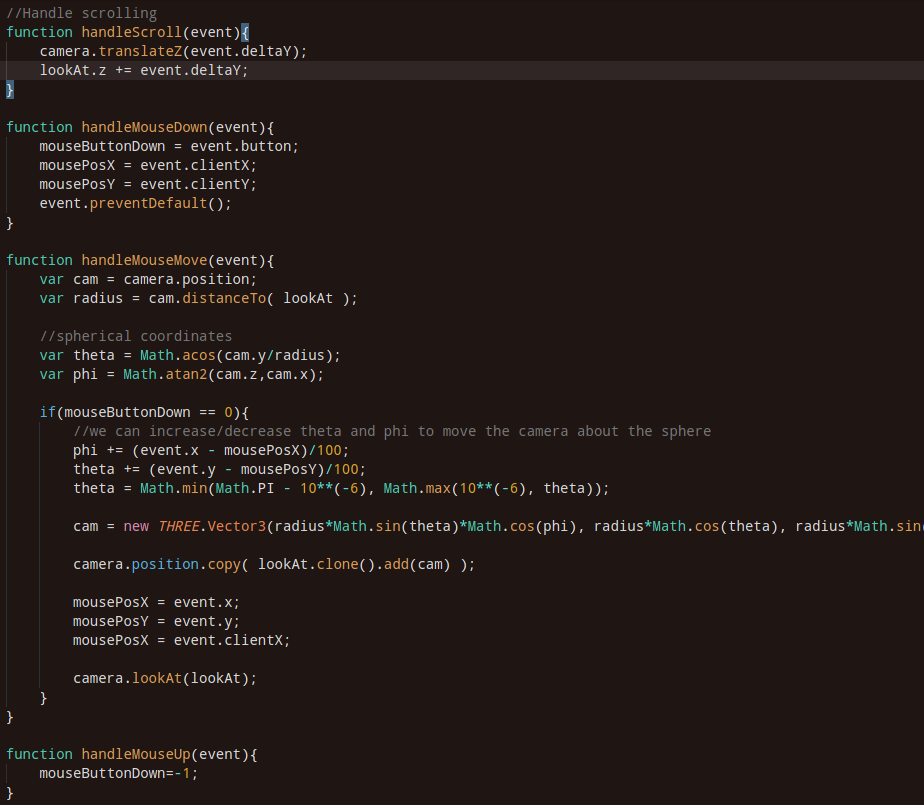 //Handle scrolling
function handleScroll(event){
    camera.translateZ(event.deltaY);
    lookAt.z += event.deltaY;
}

function handleMouseDown(event){
    mouseButtonDown = event.button;
    mousePosX = event.clientX;
    mousePosY = event.clientY;
    event.preventDefault();
}

function handleMouseMove(event){
    var cam = camera.position;
    var radius = cam.distanceTo( lookAt );

    //spherical coordinates
    var theta = Math.acos(cam.y/radius);
    var phi = Math.atan2(cam.z,cam.x);

    if(mouseButtonDown == 0){
        //we can increase/decrease theta and phi to move the camera about the sphere
        phi += (event.x - mousePosX)/100;
        theta += (event.y - mousePosY)/100;
        theta = Math.min(Math.PI - 10**(-6), Math.max(10**(-6), theta));

        cam = new THREE.Vector3(radius*Math.sin(theta)*Math.cos(phi), radius*Math.cos(theta), radius*Math.sin(

        camera.position.copy( lookAt.clone().add(cam) );

        mousePosX = event.x;
        mousePosY = event.y;
        mousePosX = event.clientX;

        camera.lookAt(lookAt);
    }
}

function handleMouseUp(event){
    mouseButtonDown=-1;
}